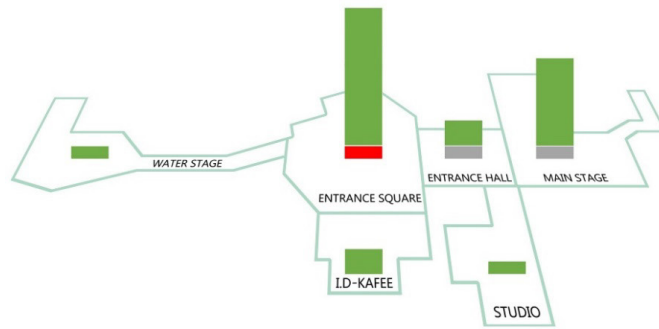 WATER STAGE
ENTRANCE SQUARE
ENTRANCE HALL
MAIN STAGE
I.D-KAFEE
STUDIO